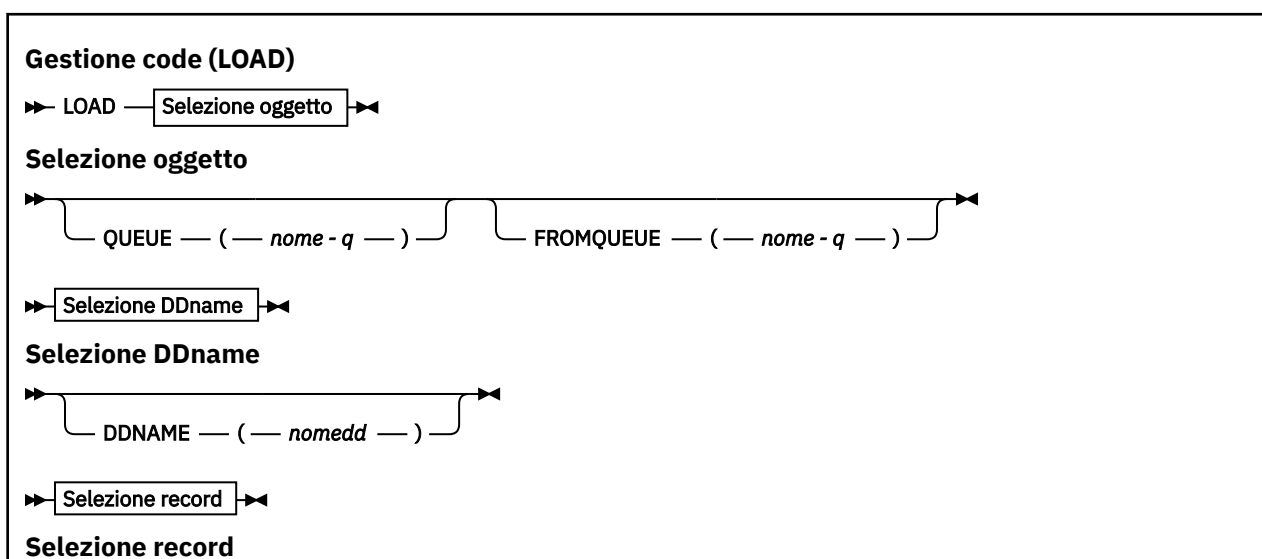 Gestione code (LOAD)
LOAD Selezione oggetto
Selezione oggetto
QUEUE ( nome - q ) FROMQUEUE ( nome - q )
Selezione DDname
Selezione DDname
DDNAME ( nomedd )
Selezione record
Selezione record